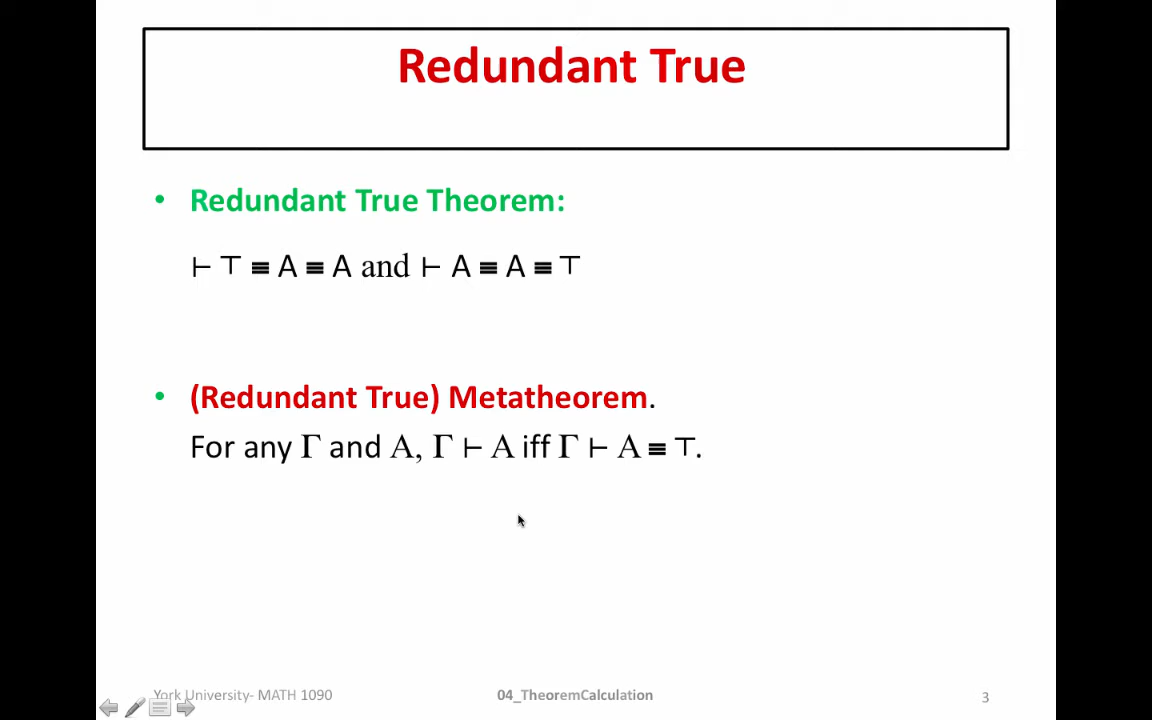 Redundant True
• Redundant True Theorem:
⊢ ⊤ ≡ A ≡ A and ⊢ A ≡ A ≡ ⊤
• (Redundant True) Metatheorem.
For any Γ and A, Γ ⊢ A iff Γ ⊢ A ≡ ⊤.
York University- MATH 1090 04_TheoremCalculation 3